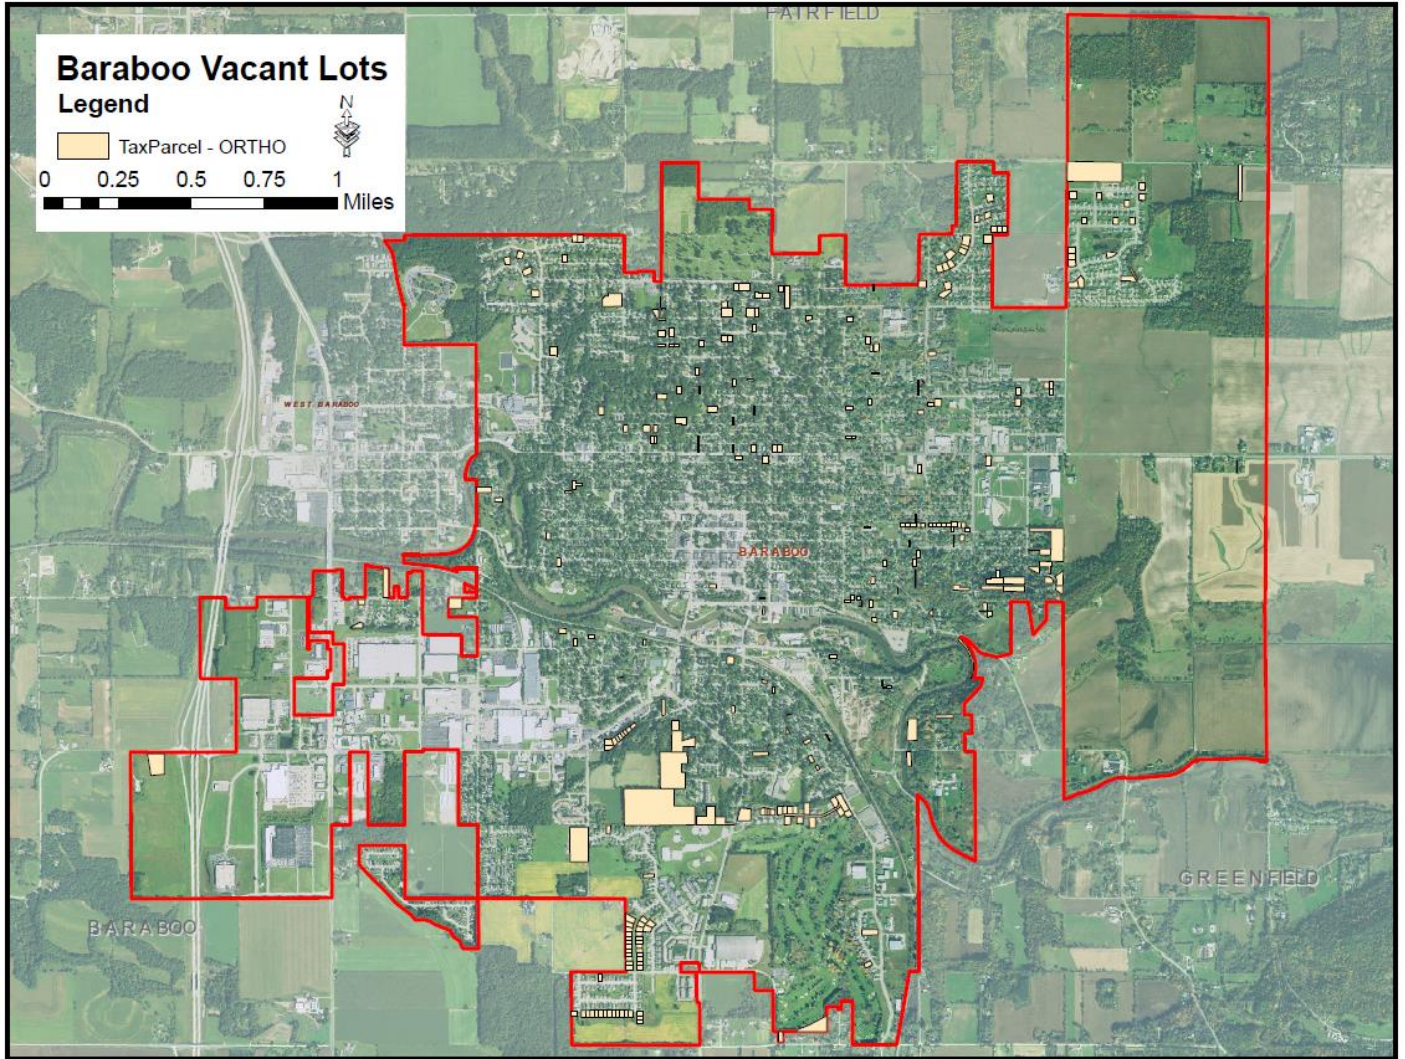 FAIRFIELD
Baraboo Vacant Lots
Legend
N
TaxParcel - ORTHO
0 0.25 0.5 0.75 1
Miles
WEST BARABOO
BARABOO
GREENFIELD
BARABOO